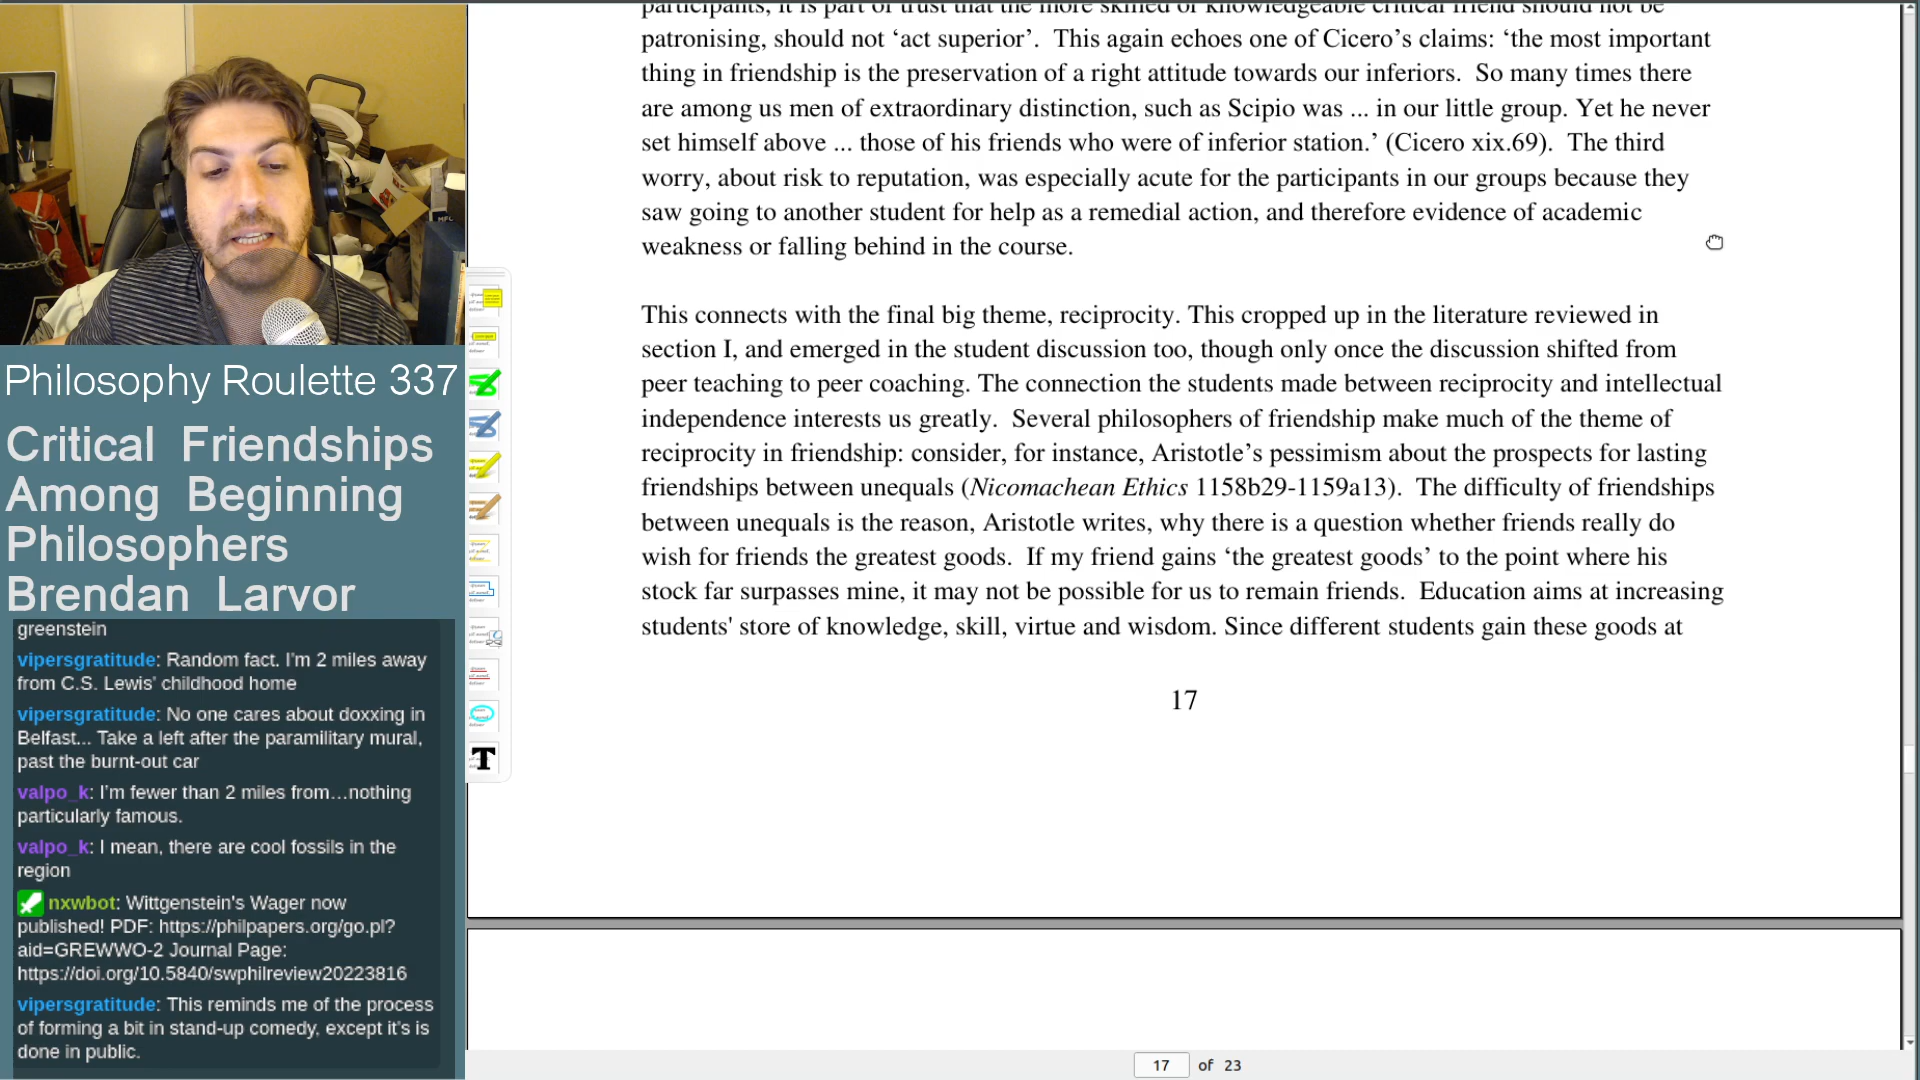 participants, it is part of trust that the more skilled or knowledgeable critical friend should not be
patronising, should not ‘act superior’.  This again echoes one of Cicero’s claims: ‘the most important
thing in friendship is the preservation of a right attitude towards our inferiors.  So many times there
are among us men of extraordinary distinction, such as Scipio was ... in our little group. Yet he never
set himself above ... those of his friends who were of inferior station.’ (Cicero xix.69).  The third
worry, about risk to reputation, was especially acute for the participants in our groups because they
saw going to another student for help as a remedial action, and therefore evidence of academic
weakness or falling behind in the course.
This connects with the final big theme, reciprocity. This cropped up in the literature reviewed in
section I, and emerged in the student discussion too, though only once the discussion shifted from
peer teaching to peer coaching. The connection the students made between reciprocity and intellectual
independence interests us greatly.  Several philosophers of friendship make much of the theme of
reciprocity in friendship: consider, for instance, Aristotle’s pessimism about the prospects for lasting
friendships between unequals (Nicomachean Ethics 1158b29-1159a13).  The difficulty of friendships
between unequals is the reason, Aristotle writes, why there is a question whether friends really do
wish for friends the greatest goods.  If my friend gains ‘the greatest goods’ to the point where his
stock far surpasses mine, it may not be possible for us to remain friends.  Education aims at increasing
students' store of knowledge, skill, virtue and wisdom. Since different students gain these goods at
17
17 of 23
Philosophy Roulette 337
Critical Friendships
Among Beginning
Philosophers
Brendan Larvor
greenstein
vipersgratitude: Random fact. I'm 2 miles away
from C.S. Lewis' childhood home
vipersgratitude: No one cares about doxxing in
Belfast... Take a left after the paramilitary mural,
past the burnt-out car
valpo_k: I'm fewer than 2 miles from…nothing
particularly famous.
valpo_k: I mean, there are cool fossils in the
region
nxwbot: Wittgenstein's Wager now
published! PDF: https://philpapers.org/go.pl?
aid=GREWWO-2 Journal Page:
https://doi.org/10.5840/swphilreview20223816
vipersgratitude: This reminds me of the process
of forming a bit in stand-up comedy, except it's is
done in public.
T